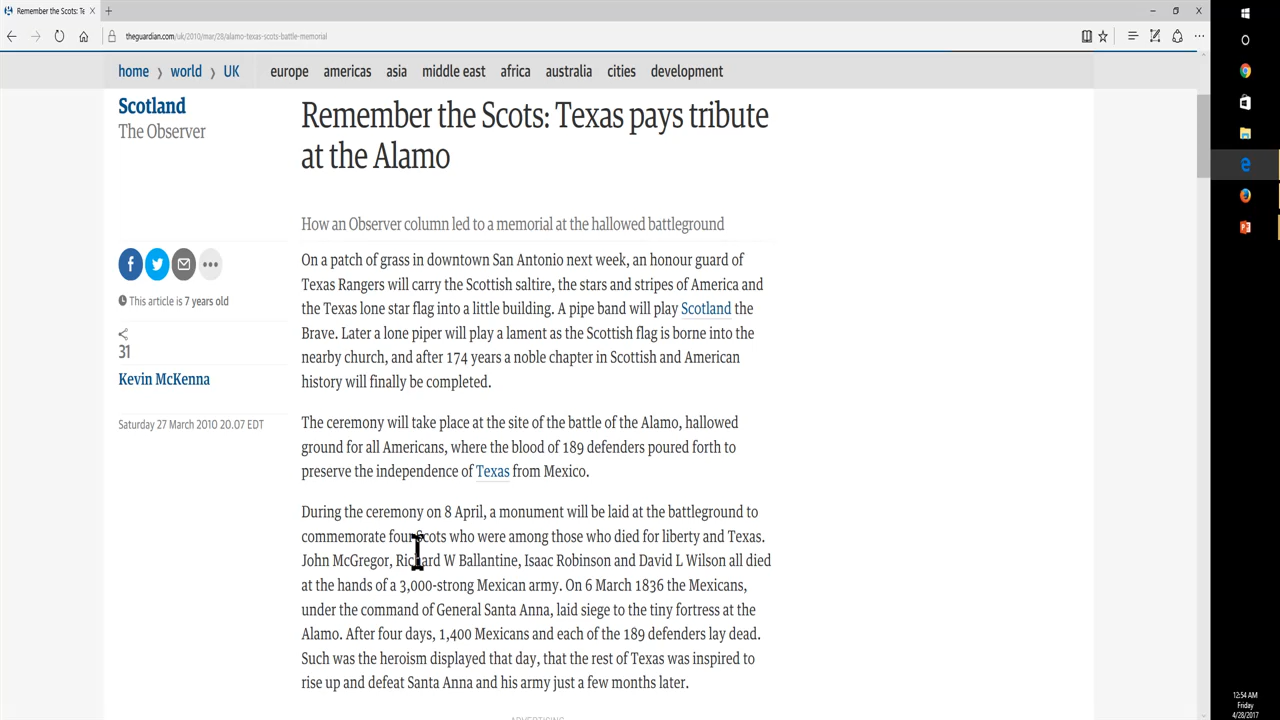 Remember the Scots: Te
theguardian.com/uk/2010/mar/28/alamo-texas-scots-battle-memorial
home > world > UK europe americas asia middle east africa australia cities development
Scotland
The Observer
Remember the Scots: Texas pays tribute
at the Alamo
How an Observer column led to a memorial at the hallowed battleground
This article is 7 years old
31
Kevin McKenna
Saturday 27 March 2010 20.07 EDT
On a patch of grass in downtown San Antonio next week, an honour guard of
Texas Rangers will carry the Scottish saltire, the stars and stripes of America and
the Texas lone star flag into a little building. A pipe band will play Scotland the
Brave. Later a lone piper will play a lament as the Scottish flag is borne into the
nearby church, and after 174 years a noble chapter in Scottish and American
history will finally be completed.
The ceremony will take place at the site of the battle of the Alamo, hallowed
ground for all Americans, where the blood of 189 defenders poured forth to
preserve the independence of Texas from Mexico.
During the ceremony on 8 April, a monument will be laid at the battleground to
commemorate four Scots who were among those who died for liberty and Texas.
John McGregor, Richard W Ballantine, Isaac Robinson and David L Wilson all died
at the hands of a 3,000-strong Mexican army. On 6 March 1836 the Mexicans,
under the command of General Santa Anna, laid siege to the tiny fortress at the
Alamo. After four days, 1,400 Mexicans and each of the 189 defenders lay dead.
Such was the heroism displayed that day, that the rest of Texas was inspired to
rise up and defeat Santa Anna and his army just a few months later.
ADVERTISING
12:54 AM
Friday
4/28/2017